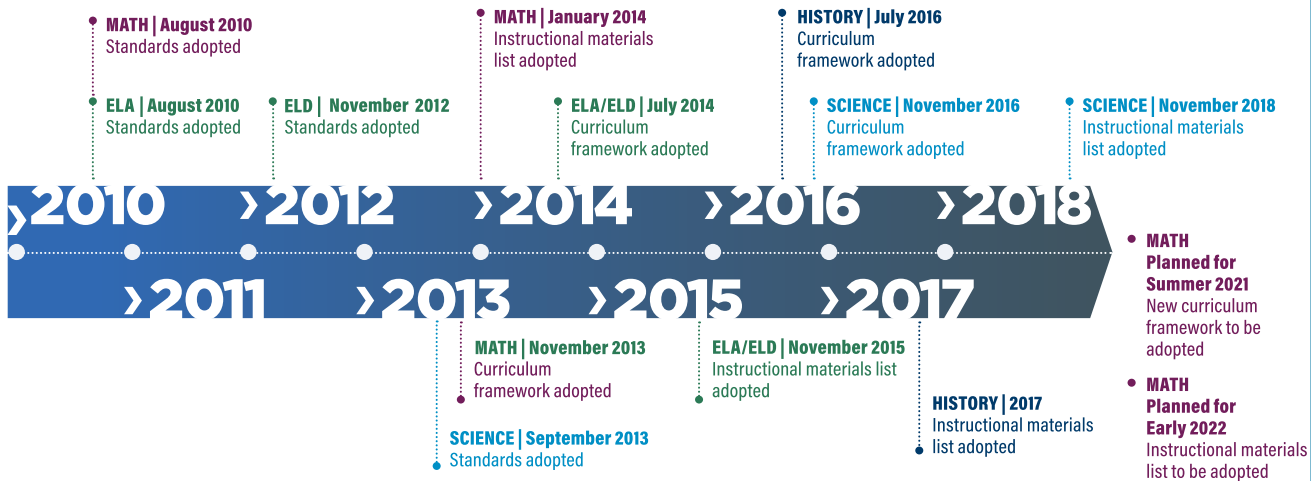 MATH | August 2010
Standards adopted
ELA | August 2010
Standards adopted
ELD | November 2012
Standards adopted
MATH | January 2014
Instructional materials
list adopted
ELA/ELD | July 2014
Curriculum
framework adopted
HISTORY | July 2016
Curriculum
framework adopted
SCIENCE | November 2016
Curriculum
framework adopted
SCIENCE | November 2018
Instructional materials
list adopted
2010
2012
2014
2016
2018
2011
2013
2015
2017
MATH | November 2013
Curriculum
framework adopted
SCIENCE | September 2013
Standards adopted
ELA/ELD | November 2015
Instructional materials list
adopted
HISTORY | 2017
Instructional materials
list adopted
MATH
Planned for
Summer 2021
New curriculum
framework to be
adopted
MATH
Planned for
Early 2022
Instructional materials
list to be adopted